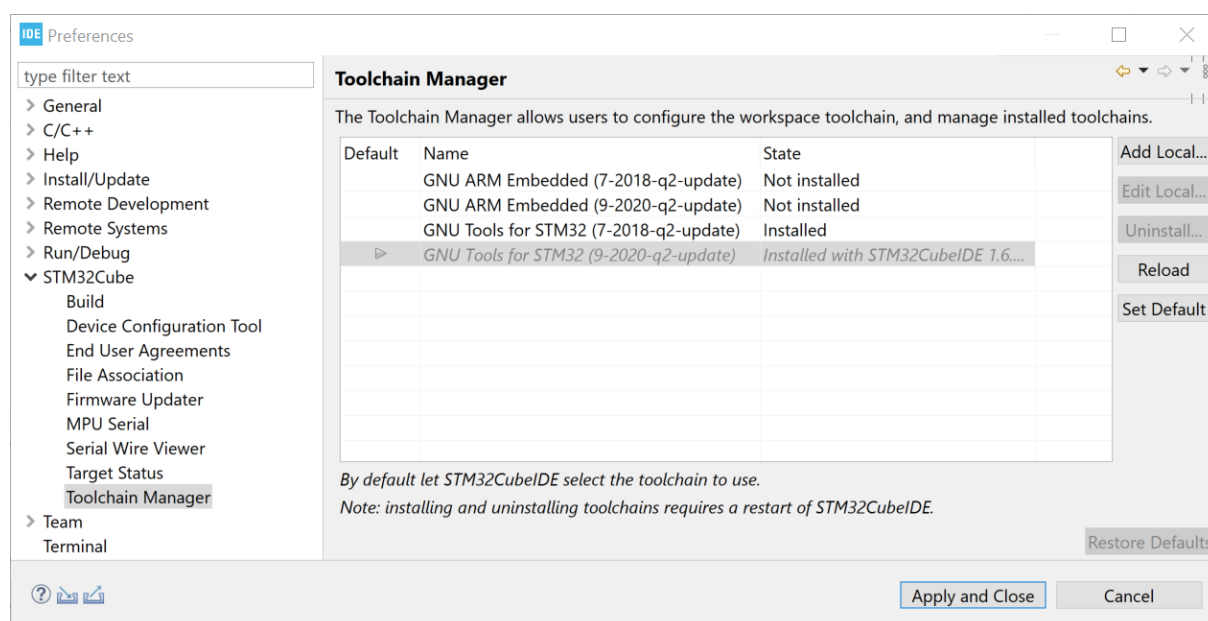 IDE Preferences
type filter text
General
C/C++
Help
Install/Update
Remote Development
Remote Systems
Run/Debug
STM32Cube
Build
Device Configuration Tool
End User Agreements
File Association
Firmware Updater
MPU Serial
Serial Wire Viewer
Target Status
Toolchain Manager
Team
Terminal
Toolchain Manager
The Toolchain Manager allows users to configure the workspace toolchain, and manage installed toolchains.
Default Name State
GNU ARM Embedded (7-2018-q2-update) Not installed
GNU ARM Embedded (9-2020-q2-update) Not installed
GNU Tools for STM32 (7-2018-q2-update) Installed
GNU Tools for STM32 (9-2020-q2-update) Installed with STM32CubeIDE 1.6....
Add Local...
Edit Local...
Uninstall...
Reload
Set Default
By default let STM32CubeIDE select the toolchain to use.
Note: installing and uninstalling toolchains requires a restart of STM32CubeIDE.
Restore Defaults
? Apply and Close Cancel